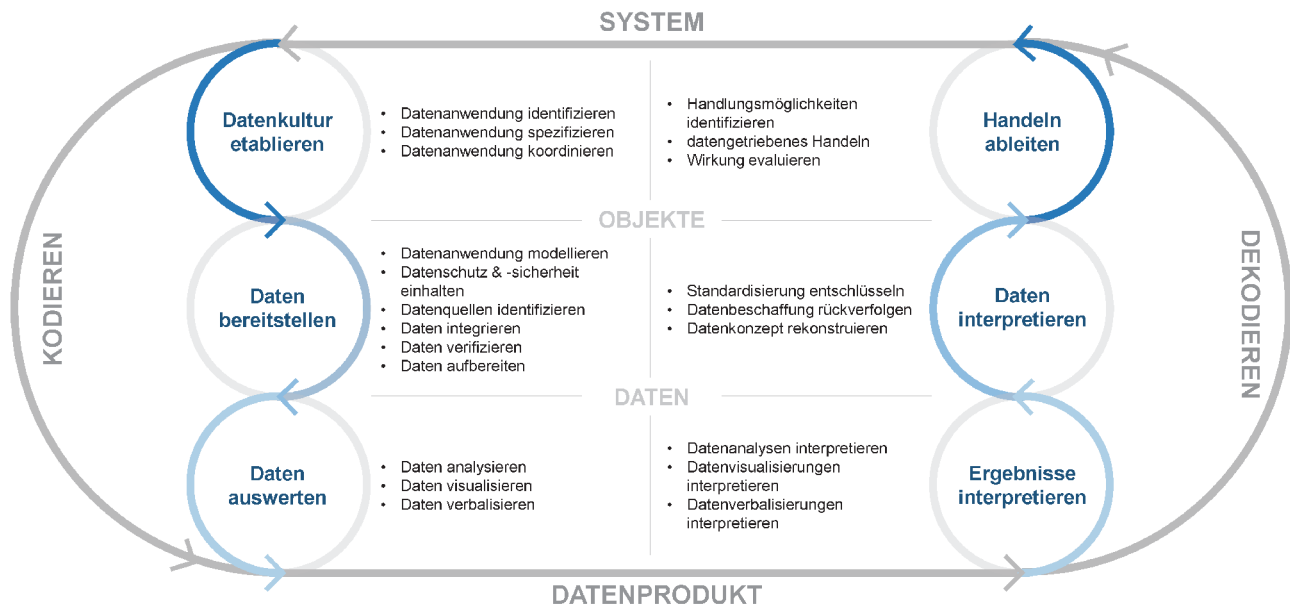 SYSTEM
KODIEREN
Datenkultur
etablieren
• Datenanwendung identifizieren
• Datenanwendung spezifizieren
• Datenanwendung koordinieren
• Handlungsmöglichkeiten
identifizieren
• datengetriebenes Handeln
• Wirkung evaluieren
Handeln
ableiten
OBJEKTE
Daten
bereitstellen
• Datenanwendung modellieren
• Datenschutz & -sicherheit
einhalten
• Datenquellen identifizieren
• Daten integrieren
• Daten verifizieren
• Daten aufbereiten
• Standardisierung entschlüsseln
• Datenbeschaffung rückverfolgen
• Datenkonzept rekonstruieren
Daten
interpretieren
DEKODIEREN
DATEN
Daten
auswerten
• Daten analysieren
• Daten visualisieren
• Daten verbalisieren
• Datenanalysen interpretieren
• Datenvisualisierungen
interpretieren
• Datenverbalisierungen
interpretieren
Ergebnisse
interpretieren
DATENPRODUKT